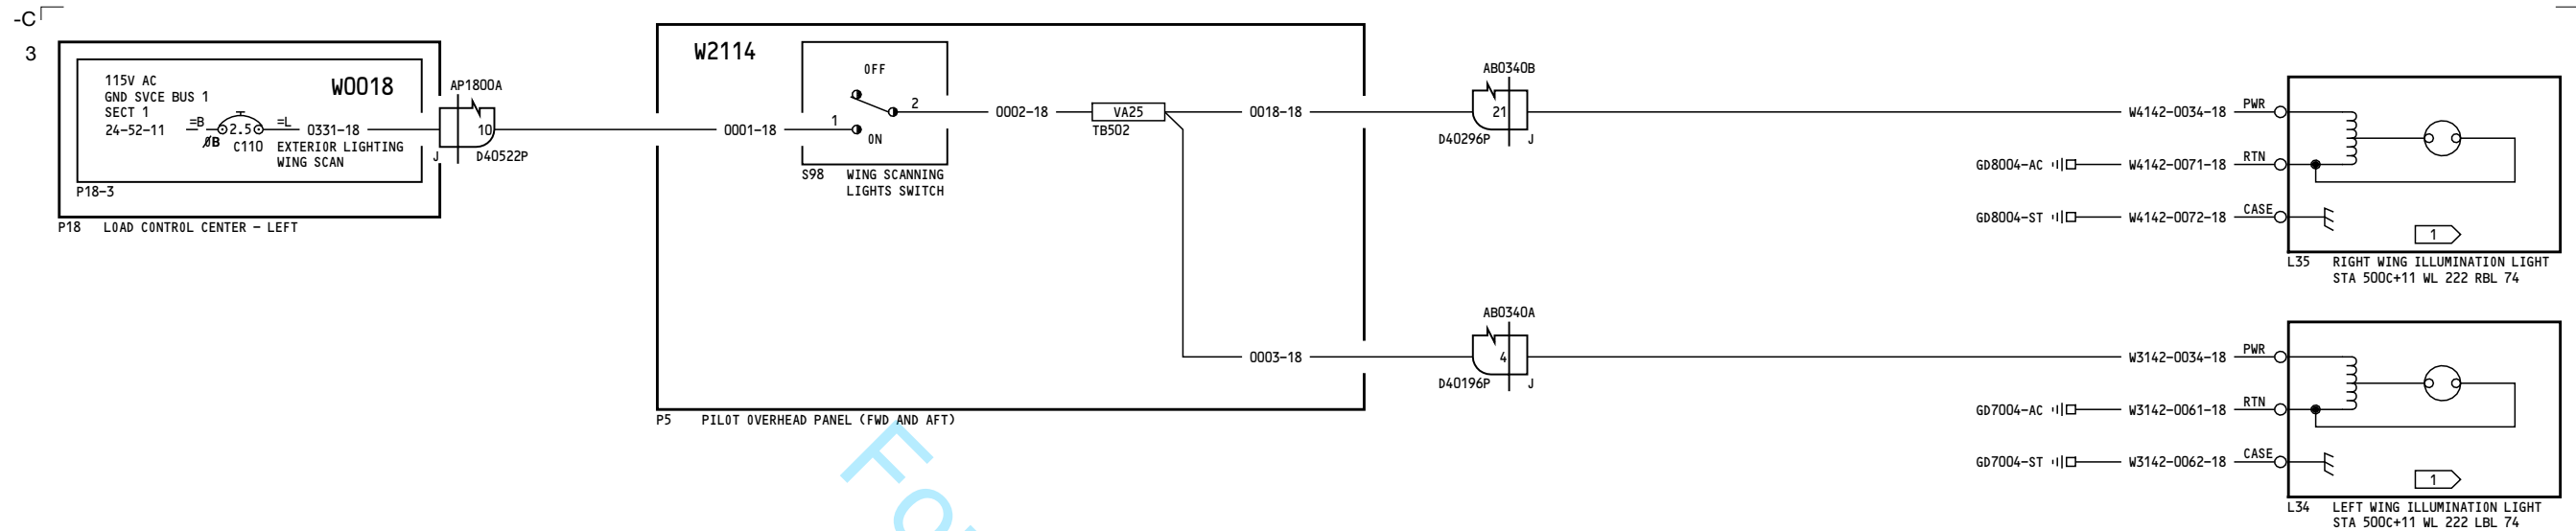 -C
3
115V AC
GND SVCE BUS 1
SECT 1
24-52-11
W0018
=B
ØB
2.5
C110
=L
0331-18
EXTERIOR LIGHTING
WING SCAN
P18-3
P18 LOAD CONTROL CENTER - LEFT
AP1800A
10
J
D40522P
W2114
0001-18
OFF
1
ON
2
S98 WING SCANNING
LIGHTS SWITCH
0002-18
VA25
TB502
0018-18
0003-18
P5 PILOT OVERHEAD PANEL (FWD AND AFT)
AB0340B
21
D40296P J
AB0340A
4
D40196P J
W4142-0034-18 PWR
GD8004-AC W4142-0071-18 RTN
GD8004-ST W4142-0072-18 CASE
1
L35 RIGHT WING ILLUMINATION LIGHT
STA 500C+11 WL 222 RBL 74
W3142-0034-18 PWR
GD7004-AC W3142-0061-18 RTN
GD7004-ST W3142-0062-18 CASE
1
L34 LEFT WING ILLUMINATION LIGHT
STA 500C+11 WL 222 LBL 74